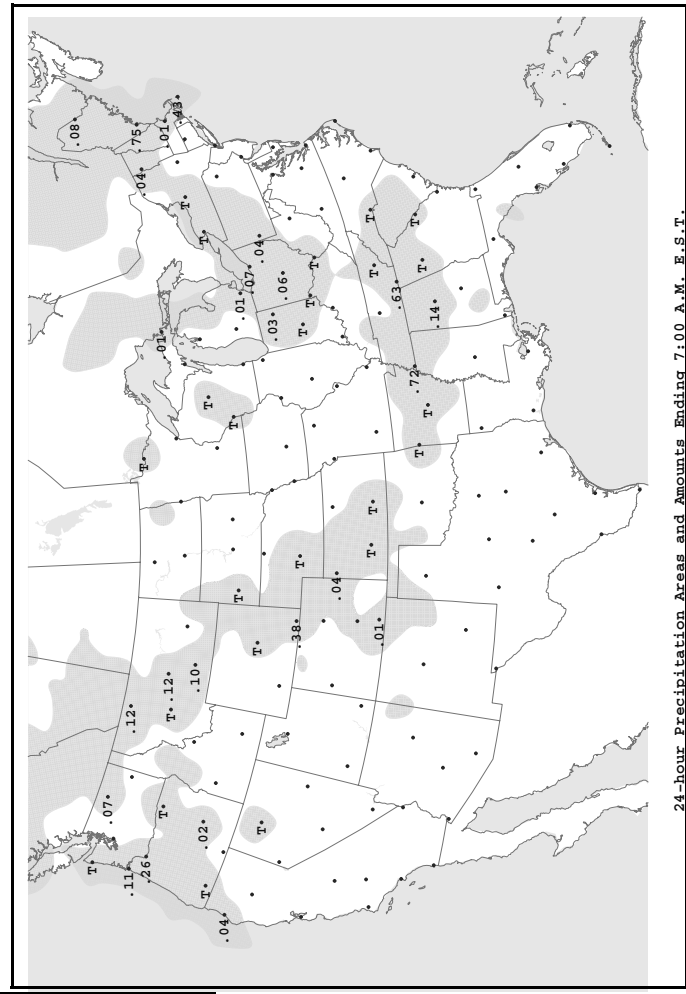 .08
T
.07
.11
.12
.75
.26
T
.04
T
.01
.01
T
.12
.43
.10
T
T
.02
T
T
.04
T
T
.01
.07
T
.04
T
.03
.06
.38
T
T
T
T
.04
T
T
T
T
.01
.63
.72
T
T
T
T
.14
24-hour Precipitation Areas and Amounts Ending 7:00 A.M. E.S.T.